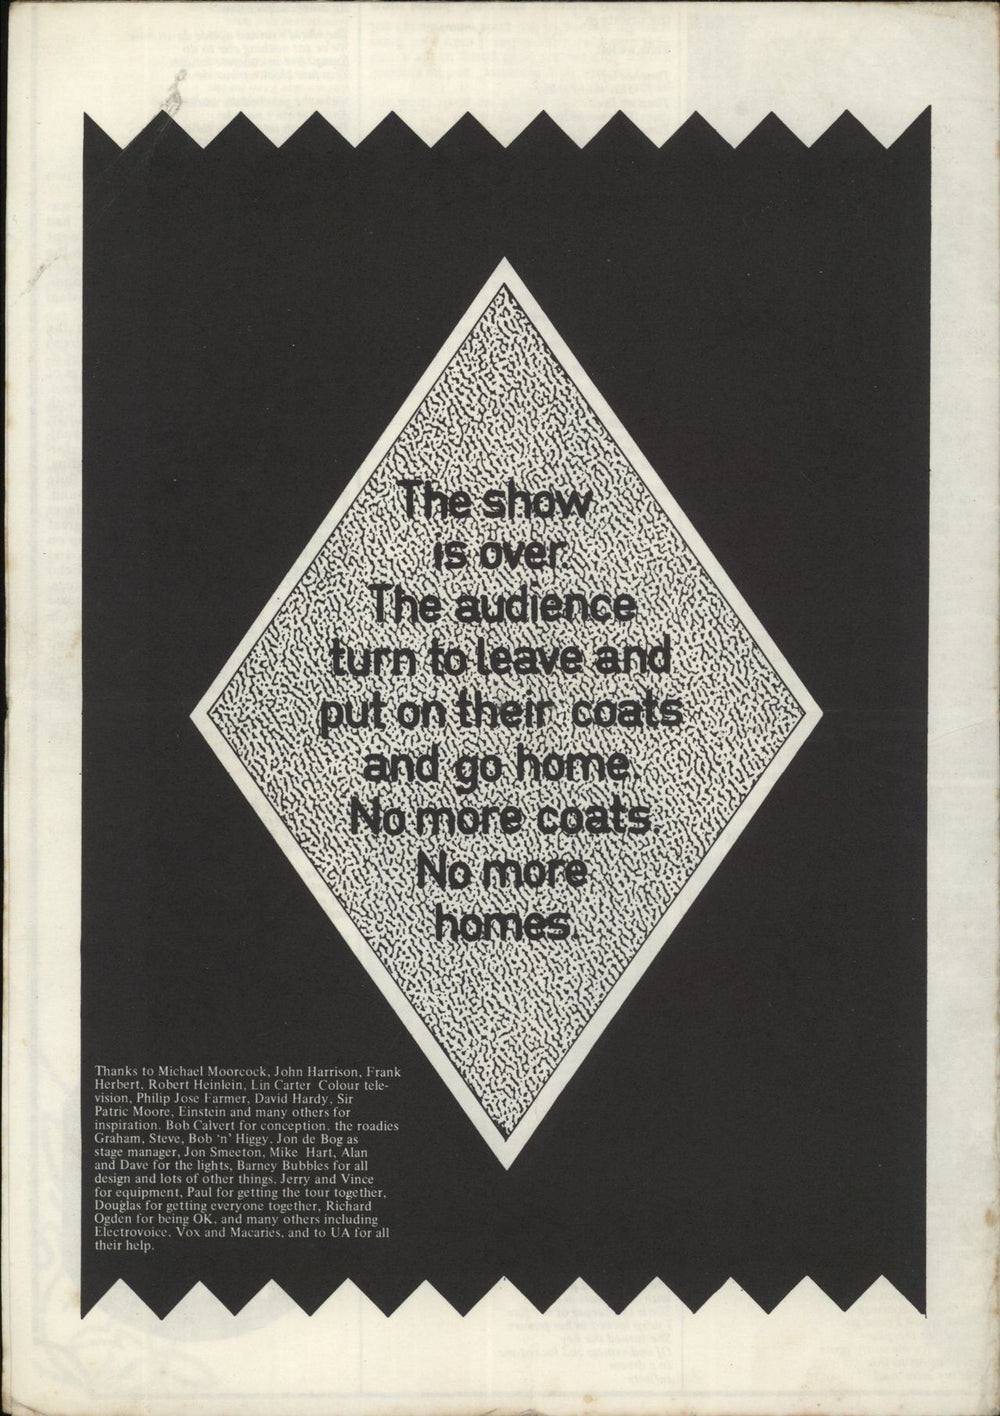 The show
is over.
The audience
turn to leave and
put on their coats
and go home.
No more coats.
No more
homes.
Thanks to Michael Moorcock, John Harrison, Frank
Herbert, Robert Heinlein, Lin Carter Colour tele-
vision, Philip Jose Farmer, David Hardy, Sir
Patric Moore, Einstein and many others for
inspiration. Bob Calvert for conception. the roadies
Graham, Steve, Bob 'n' Higgy. Jon de Bog as
stage manager, Jon Smeeton, Mike Hart, Alan
and Dave for the lights, Barney Bubbles for all
design and lots of other things. Jerry and Vince
for equipment, Paul for getting the tour together,
Douglas for getting everyone together, Richard
Ogden for being OK. and many others including
Electrovoice. Vox and Macaries, and to UA for all
their help.